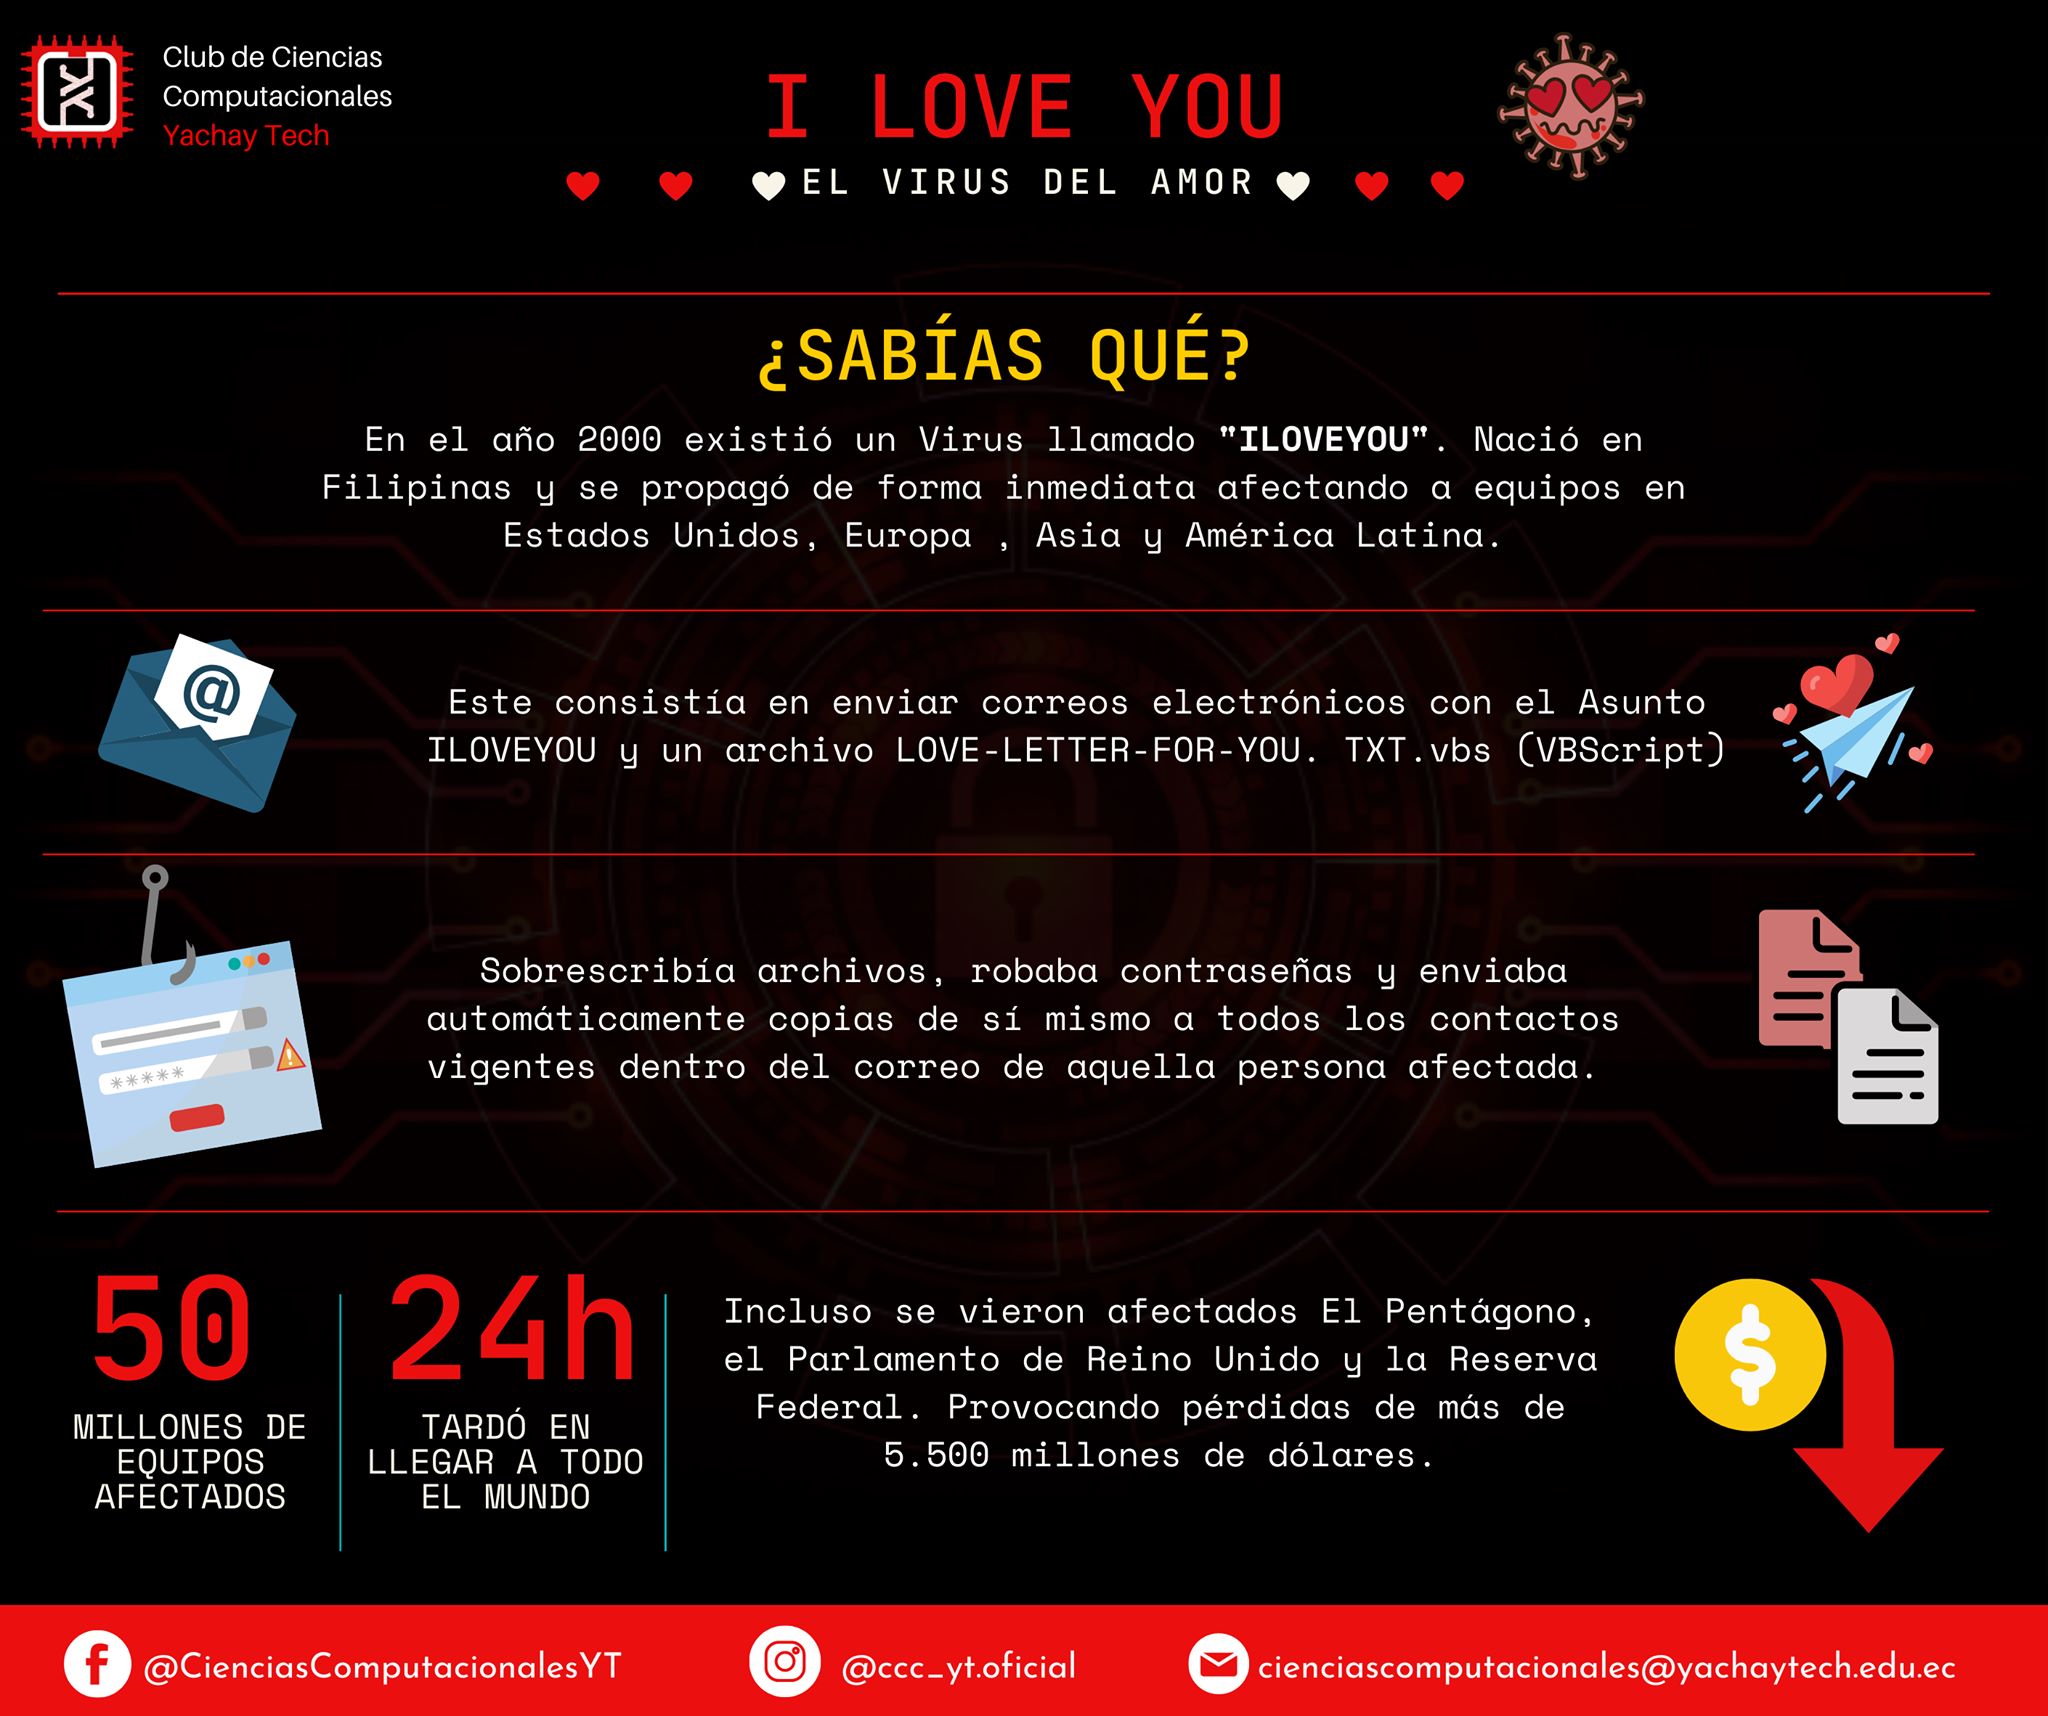 Club de Ciencias
Computacionales
Yachay Tech
I LOVE YOU
EL VIRUS DEL AMOR
¿SABÍAS QUÉ?
En el año 2000 existió un Virus llamado "ILOVEYOU". Nació en
Filipinas y se propagó de forma inmediata afectando a equipos en
Estados Unidos, Europa , Asia y América Latina.
@
Este consistía en enviar correos electrónicos con el Asunto
ILOVEYOU y un archivo LOVE-LETTER-FOR-YOU. TXT.vbs (VBScript)
Sobrescribía archivos, robaba contraseñas y enviaba
automáticamente copias de sí mismo a todos los contactos
vigentes dentro del correo de aquella persona afectada.
50
MILLONES DE
EQUIPOS
AFECTADOS
24h
TARDÓ EN
LLEGAR A TODO
EL MUNDO
Incluso se vieron afectados El Pentágono,
el Parlamento de Reino Unido y la Reserva
Federal. Provocando pérdidas de más de
5.500 millones de dólares.
$
@CienciasComputacionalesYT
@ccc_yt.oficial
cienciascomputacionales@yachaytech.edu.ec